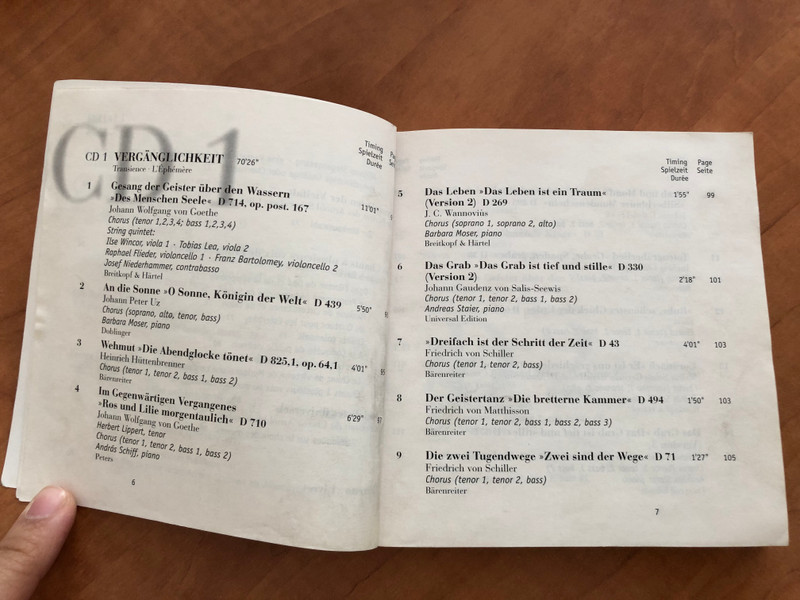 CD 1
Timing
Spielzeit
Durée
CD 1 VERGÄNGLICHKEIT 70'26"
Transience · L'Éphémère
1 Gesang der Geister über den Wassern
»Des Menschen Seele« D 714, op. post. 167 11'01"
Johann Wolfgang von Goethe
Chorus (tenor 1,2,3,4; bass 1,2,3,4)
String quintet:
Ilse Wincor, viola 1 · Tobias Lea, viola 2
Raphael Flieder, violoncello 1 · Franz Bartolomey, violoncello 2
Josef Niederhammer, contrabasso
Breitkopf & Härtel
2 An die Sonne »O Sonne, Königin der Welt« D 439 5'50"
Johann Peter Uz
Chorus (soprano, alto, tenor, bass)
Barbara Moser, piano
Doblinger
3 Wehmut »Die Abendglocke tönet« D 825,1, op. 64,1 4'01"
Heinrich Hüttenbrenner
Chorus (tenor 1, tenor 2, bass 1, bass 2)
Bärenreiter
4 Im Gegenwärtigen Vergangenes
»Ros und Lilie morgentaulich« D 710 6'29"
Johann Wolfgang von Goethe
Herbert Lippert, tenor
Chorus (tenor 1, tenor 2, bass 1, bass 2)
András Schiff, piano
Peters
6
Timing Page
Spielzeit Seite
Durée
5 Das Leben »Das Leben ist ein Traum« 1'55" 99
(Version 2) D 269
J. C. Wannovius
Chorus (soprano 1, soprano 2, alto)
Barbara Moser, piano
Breitkopf & Härtel
6 Das Grab »Das Grab ist tief und stille« D 330
(Version 2) 2'18" 101
Johann Gaudenz von Salis-Seewis
Chorus (tenor 1, tenor 2, bass 1, bass 2)
Andreas Staier, piano
Universal Edition
7 »Dreifach ist der Schritt der Zeit« D 43 4'01" 103
Friedrich von Schiller
Chorus (tenor 1, tenor 2, bass)
Bärenreiter
8 Der Geistertanz »Die bretterne Kammer« D 494 1'50" 103
Friedrich von Matthisson
Chorus (tenor 1, tenor 2, bass 1, bass 2, bass 3)
Bärenreiter
9 Die zwei Tugendwege »Zwei sind der Wege« D 71 1'27" 105
Friedrich von Schiller
Chorus (tenor 1, tenor 2, bass)
Bärenreiter
7